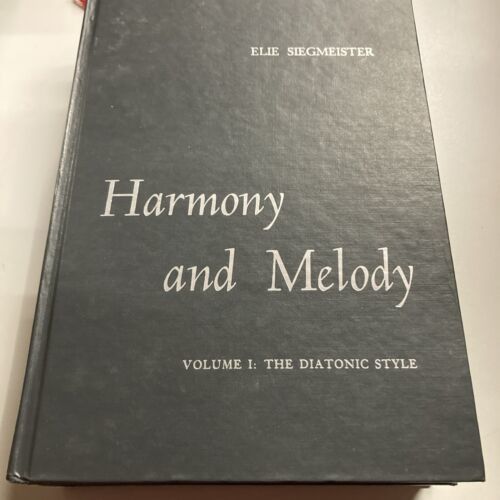 ELIE SIEGMEISTER
Harmony
and Melody
VOLUME I: THE DIATONIC STYLE